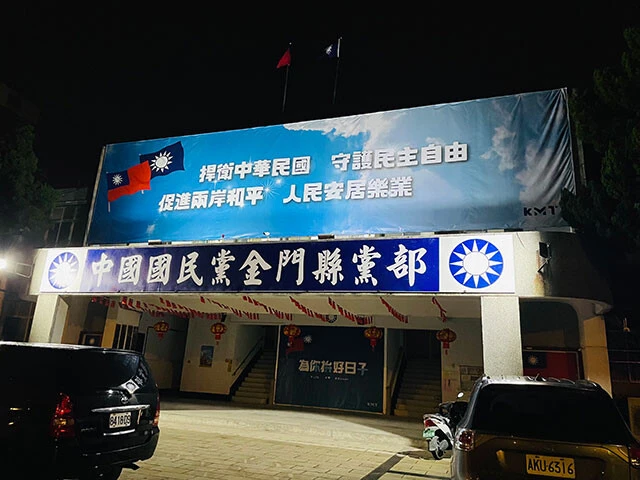 捍衛中華民國 守護民主自由
促進兩岸和平 人民安居樂業
KMT
中國國民黨金門縣黨部
為你拚好日子
AKU-6316